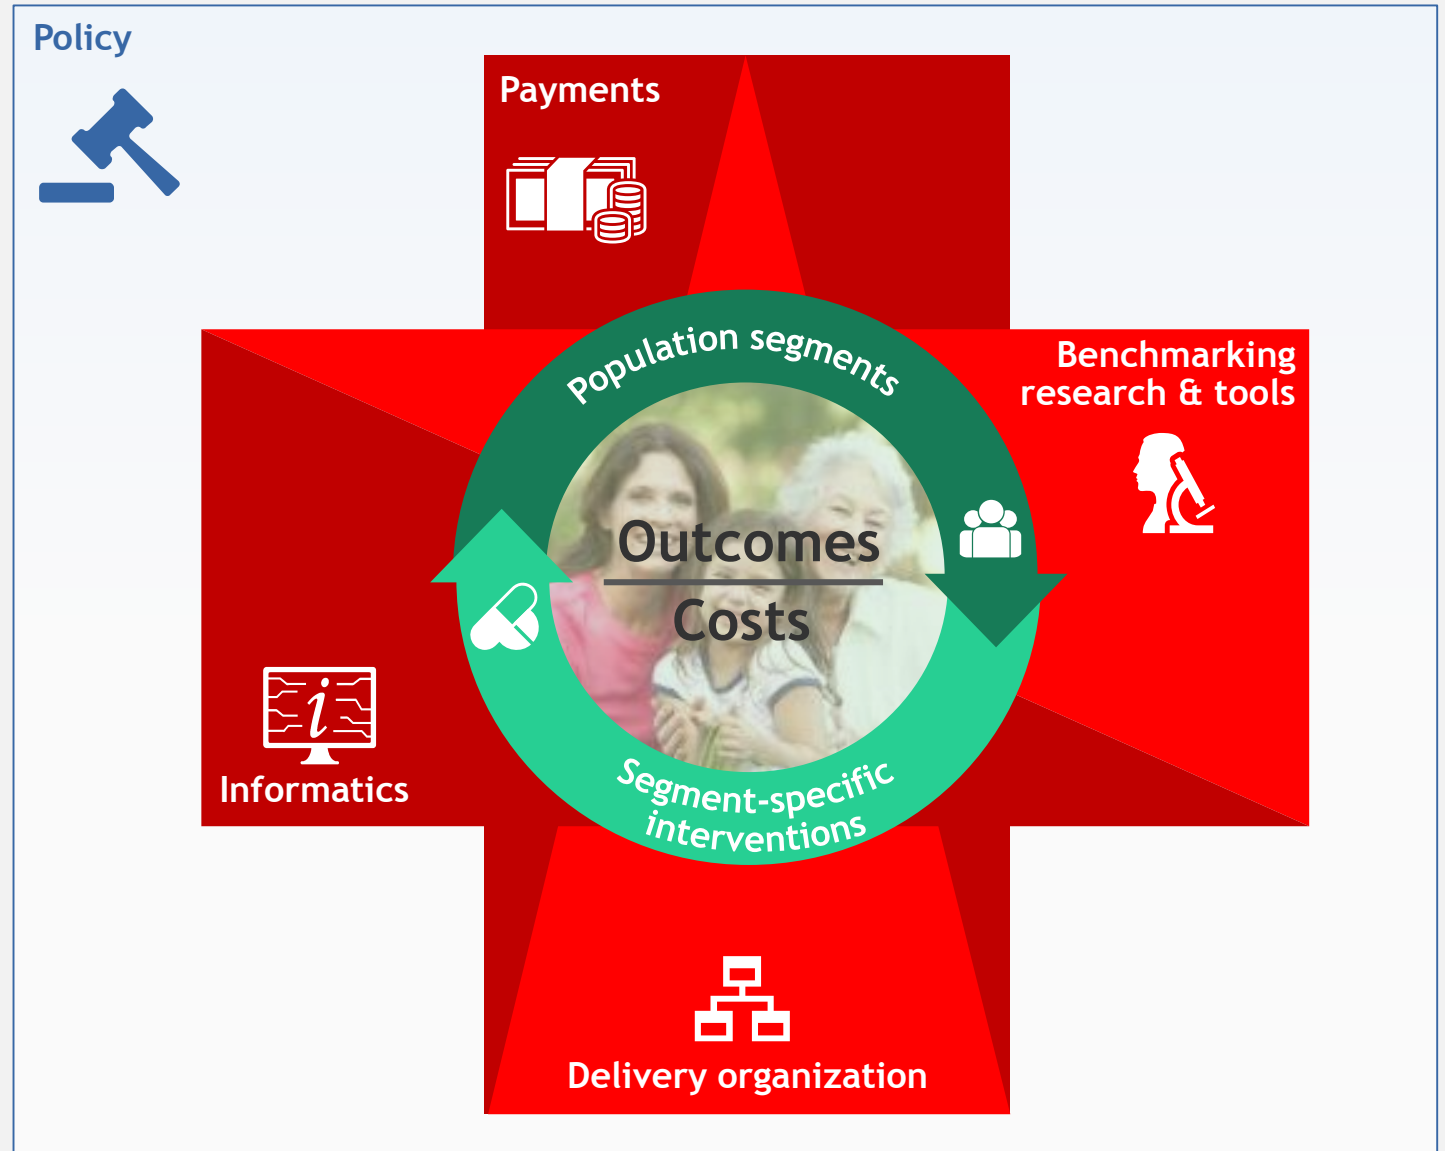 Policy
Payments
Benchmarking
research & tools
Population segments
Outcomes
Costs
Segment-specific
interventions
i
Informatics
Delivery organization